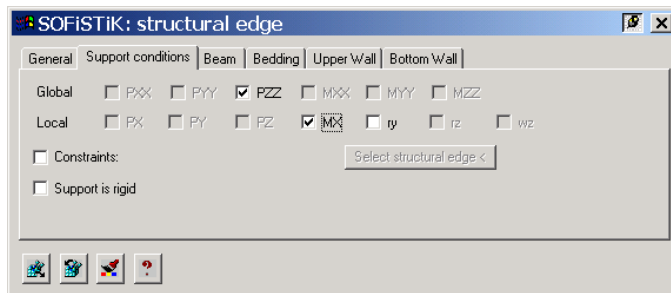 SOFiSTiK: structural edge
General Support conditions Beam Bedding Upper Wall Bottom Wall
Global PXX PYY PZZ MXX MYY MZZ
Local PX PY PZ MX ry rz wz
Constraints: Select structural edge <
Support is rigid
?